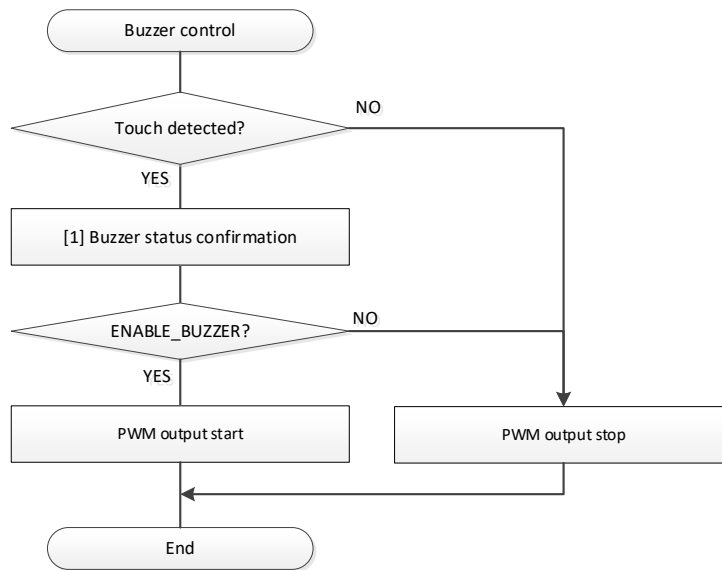 Buzzer control
NO
Touch detected?
YES
[1] Buzzer status confirmation
NO
ENABLE_BUZZER?
YES
PWM output start
PWM output stop
End